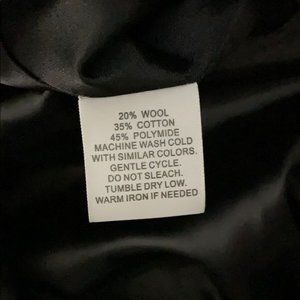 20% WOOL
35% COTTON
45% POLYMIDE
MACHINE WASH COLD
WITH SIMILAR COLORS.
GENTLE CYCLE.
DO NOT SLEACH.
TUMBLE DRY LOW.
WARM IRON IF NEEDED